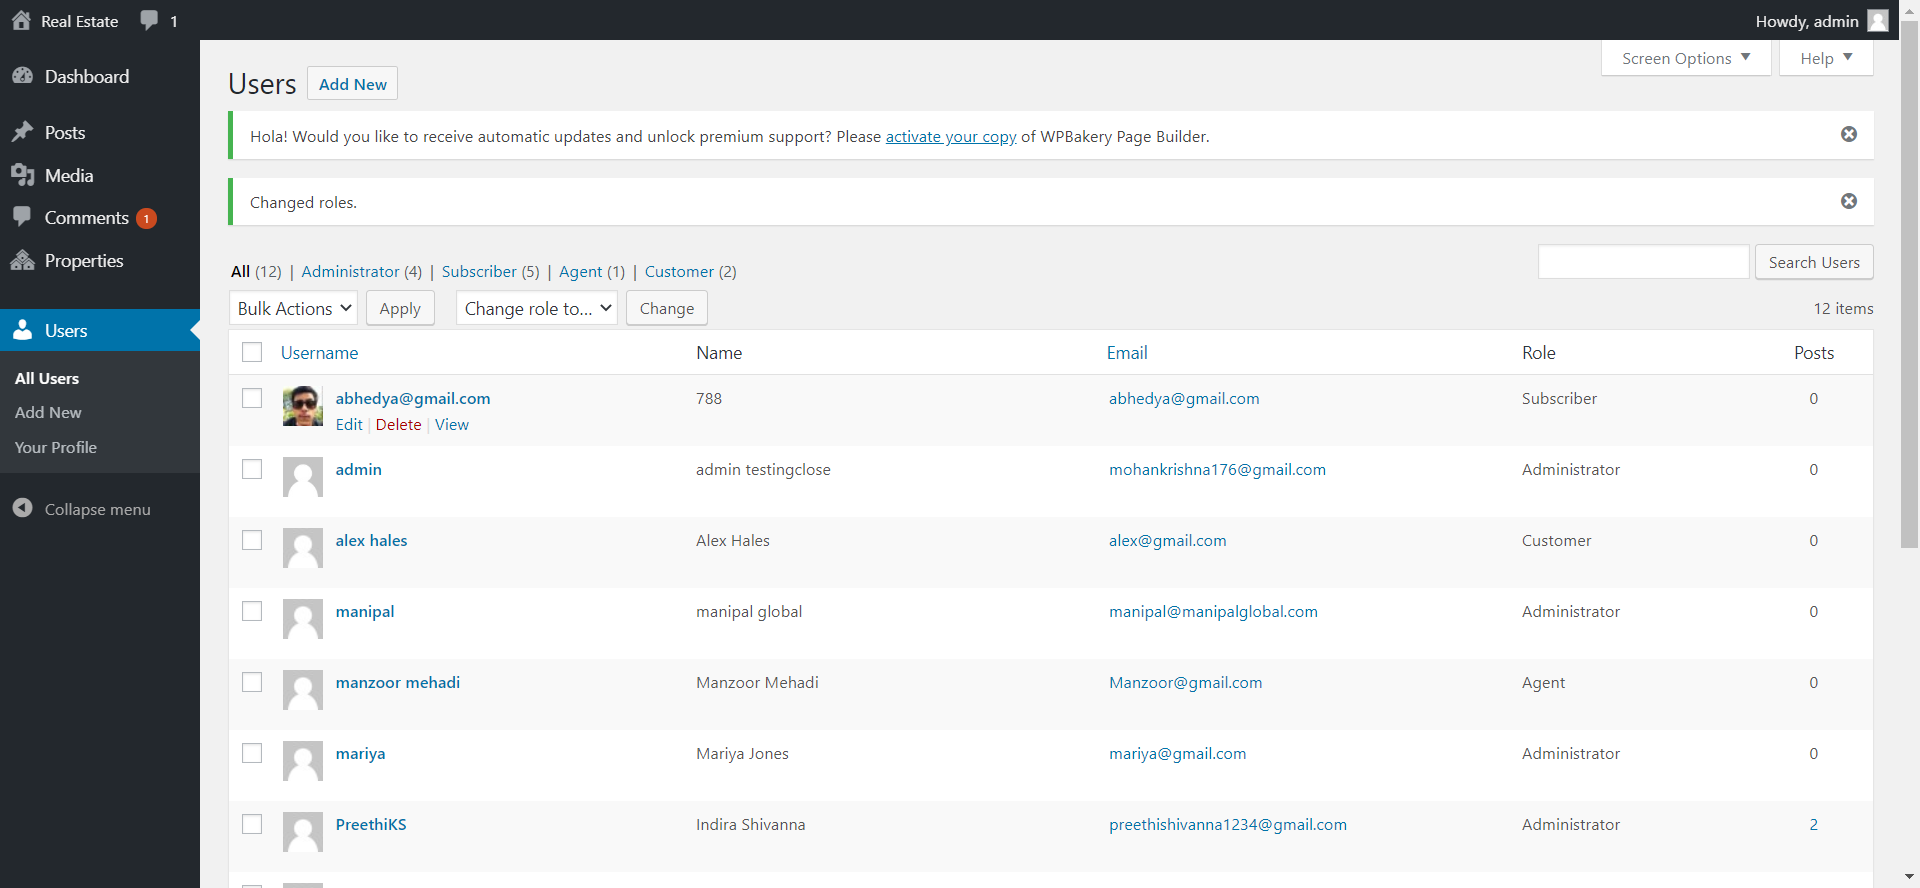 Real Estate 1 Howdy, admin
Dashboard
Posts
Media
Comments 1
Properties
Users
All Users
Add New
Your Profile
Collapse menu
Screen Options Help
Users Add New
Hola! Would you like to receive automatic updates and unlock premium support? Please activate your copy of WPBakery Page Builder.
Changed roles.
All (12) | Administrator (4) | Subscriber (5) | Agent (1) | Customer (2)
Search Users
Bulk Actions Apply Change role to... Change 12 items
Username Name Email Role Posts
abhedya@gmail.com 788 abhedya@gmail.com Subscriber 0
Edit | Delete | View
admin admin testingclose mohankrishna176@gmail.com Administrator 0
alex hales Alex Hales alex@gmail.com Customer 0
manipal manipal global manipal@manipalglobal.com Administrator 0
manzoor mehadi Manzoor Mehadi Manzoor@gmail.com Agent 0
mariya Mariya Jones mariya@gmail.com Administrator 0
PreethiKS Indira Shivanna preethishivanna1234@gmail.com Administrator 2